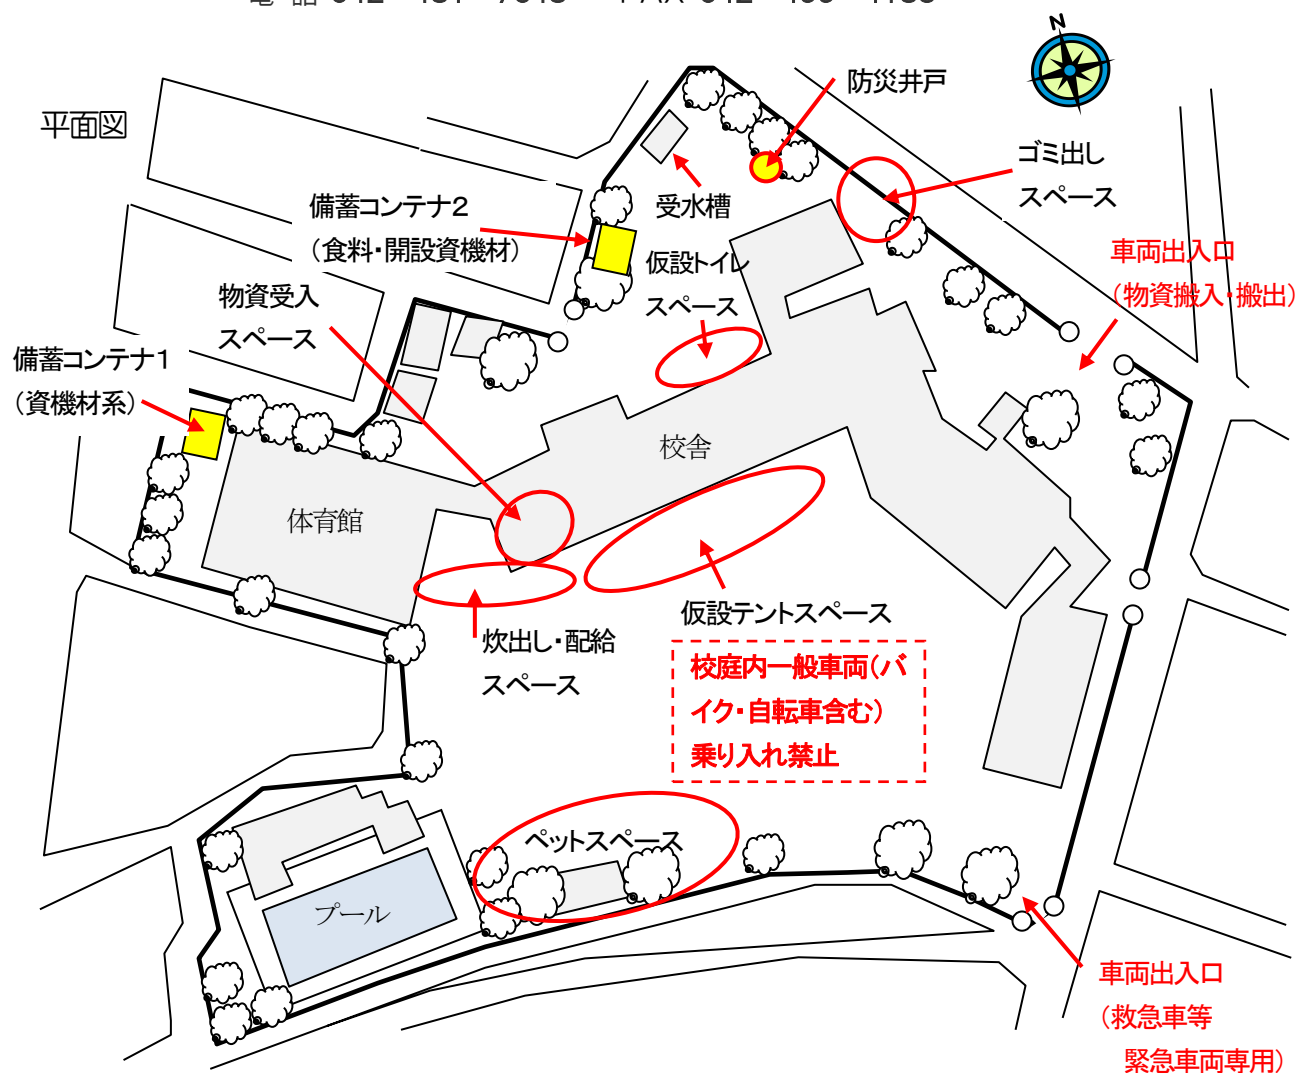 N
平面図
防災井戸
ゴミ出し
スペース
受水槽
備蓄コンテナ２
（食料・開設資機材）
仮設トイレ
スペース
車両出入口
（物資搬入・搬出）
物資受入
スペース
備蓄コンテナ１
（資機材系）
校舎
体育館
仮設テントスペース
炊出し・配給
スペース
校庭内一般車両（バ
イク・自転車含む）
乗り入れ禁止
ペットスペース
プール
車両出入口
（救急車等
緊急車両専用）